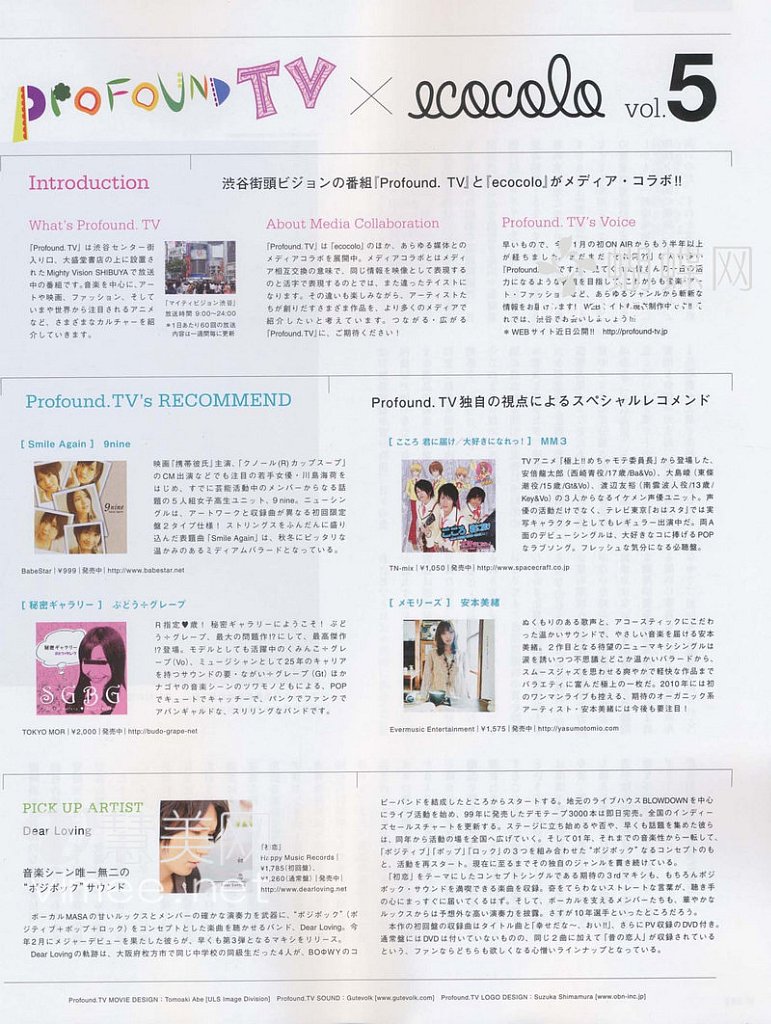 PROFOUND TV × ecocolo vol.5
Introduction
渋谷街頭ビジョンの番組『Profound. TV』と『ecocolo』がメディア・コラボ!!
What's Profound. TV
『Profound. TV』は渋谷センター街
入り口、大盛堂書店の上に設置さ
れたMighty Vision SHIBUYAで放送
中の番組です。音楽を中心に、アー
トや映画、ファッション、そして
いまや世界から注目されるアニメ
など、さまざまなカルチャーを紹
介していきます。
『マイティビジョン渋谷』
放送時間 9:00〜24:00
＊1日あたり60回の放送
内容は一週間毎に更新
About Media Collaboration
『Profound.TV』は『ecocolo』のほか、あらゆる媒体との
メディアコラボを展開中。メディアコラボとはメディ
ア相互交換の意味で、同じ情報を映像として表現する
のと活字で表現するのとでは、また違ったテイストに
なります。その違いも楽しみながら、アーティストた
ちが創りだすさまざま作品を、より多くのメディアで
紹介したいと考えています。つながる・広がる
『Profound.TV』に、ご期待ください！
Profound. TV's Voice
早いもので、今年1月の初ON AIRからもう半年以上
が経ちました。
『Profound.
ート・ファッションなど、あらゆるジャンルから斬新な
れでは、渋谷でお会いしましょう!!
＊WEBサイト近日公開!! http://profound-tv.jp
Profound.TV's RECOMMEND
Profound. TV独自の視点によるスペシャルレコメンド
[ Smile Again ] 9nine
映画『携帯彼氏』主演、『クノール(R)カップスープ』
のCM出演などでも注目の若手女優・川島海荷を
はじめ、すでに芸能活動中のメンバーからなる話
題の5人組女子高生ユニット、9nine。ニューシン
グルは、アートワークと収録曲が異なる初回限定
盤2タイプ仕様！ ストリングスをふんだんに盛り
込んだ表題曲「Smile Again」は、秋冬にピッタリな
温かみのあるミディアムバラードとなっている。
BabeStar | ¥999 | 発売中 | http://www.babestar.net
[ こころ 君に届け／大好きになれっ！ ] MM3
TVアニメ『極上!!めちゃモテ委員長』から登場した、
安倍龍太郎(西崎青佼/17歳/Ba&Vo)、大島崚(東條
潮役/15歳/Gt&Vo)、渡辺友裕(南雲波人役/13歳/
Key&Vo)の3人からなるイケメン声優ユニット。声
優の活動だけでなく、テレビ東京『おはスタ』では実
写キャラクターとしてもレギュラー出演中だ。両A
面のデビューシングルは、大好きなコに捧げるPOP
なラブソング。フレッシュな気分になる必聴盤。
TN-mix | ¥1,050 | 発売中 | http://www.spacecraft.co.jp
[ 秘密ギャラリー ] ぶどう÷グレープ
R指定♥歳！ 秘密ギャラリーにようこそ！ ぶど
う÷グレープ、最大の問題作!?にして、最高傑作
!?登場。モデルとしても活躍中のくみんこ÷グレ
ープ(Vo)、ミュージシャンとして25年のキャリア
を持つサウンドの要・ながい÷グレープ(Gt)ほか
ナゴヤの音楽シーンのツワモノどもによる、POP
でキュートでキャッチーで、パンクでファンクで
アバンギャルドな、スリリングなバンドです。
秘密ギャラリー
SGBG
TOKYO MOR | ¥2,000 | 発売中 | http://budo-grape-net
[ メモリーズ ] 安本美緒
ぬくもりのある歌声と、アコースティックにこだわ
った温かいサウンドで、やさしい音楽を届ける安本
美緒。2作目となる待望のニューマキシシングルは
涙を誘いつつ不思議とどこか温かいバラードから、
スムースジャズを思わせる爽やかで軽快な作品まで
バラエティに富んだ極上の一枚だ。2010年には初
のワンマンライブも控える、期待のオーガニック系
アーティスト・安本美緒には今後も要注目！
Evermusic Entertainment | ¥1,575 | 発売中 | http://yasumotomio.com
PICK UP ARTIST
Dear Loving
音楽シーン唯一無二の
“ポジポック”サウンド
『初恋』
Happy Music Records |
¥1,785(初回盤)、
¥1,260(通常盤) | 発売中 |
http://www.dearloving.net
ボーカルMASAの甘いルックスとメンバーの確かな演奏力を武器に、“ポジポック”(ポ
ジティブ+ポップ+ロック)をコンセプトとした楽曲を聴かせるバンド、Dear Loving。今
年2月にメジャーデビューを果たした彼らが、早くも第3弾となるマキシをリリース。
Dear Lovingの軌跡は、大阪府枚方市で同じ中学校の同級生だった4人が、BOΦWYのコ
ピーバンドを結成したところからスタートする。地元のライブハウスBLOWDOWNを中心
にライブ活動を始め、99年に発売したデモテープ3000本は即日完売。全国のインディー
ズセールスチャートを更新する。ステージに立ち始めるや否や、早くも話題を集めた彼ら
は、同年から活動の場を全国へ広げていく。そして01年、それまでの音楽性から一転して、
「ポジティブ」「ポップ」「ロック」の3つを組み合わせた“ポジポック”なるコンセプトのも
と、活動を再スタート。現在に至るまでその独自のジャンルを貫き続けている。
『初恋』をテーマにしたコンセプトシングルである期待の3rdマキシも、もちろんポジ
ポック・サウンドを満喫できる楽曲を収録。衒をてらわないストレートな言葉が、聴き手
の心にまっすぐに届いてくるはず。そして、ボーカルを支えるメンバーたちも、華やかな
ルックスからは予想外な高い演奏力を披露。さすが10年選手といったところだろう。
本作の初回盤の収録曲はタイトル曲と「幸せだな〜、おい!!」、さらにPV収録のDVD付き。
通常盤にはDVDは付いていないものの、同じ2曲に加えて「昔の恋人」が収録されている
という、ファンならどちらも欲しくなる心憎いラインナップとなっている。
Profound.TV MOVIE DESIGN : Tomoaki Abe [ULS Image Division] Profound.TV SOUND : Gutevolk [www.gutevolk.com] Profound.TV LOGO DESIGN : Suzuka Shimamura [www.obn-inc.jp]